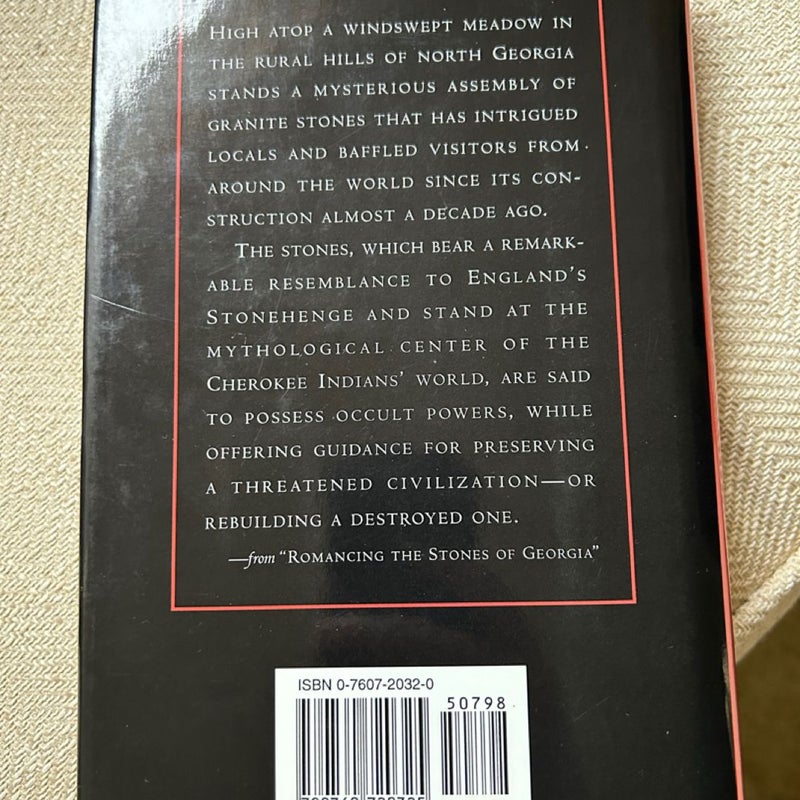 HIGH ATOP A WINDSWEPT MEADOW IN
THE RURAL HILLS OF NORTH GEORGIA
STANDS A MYSTERIOUS ASSEMBLY OF
GRANITE STONES THAT HAS INTRIGUED
LOCALS AND BAFFLED VISITORS FROM
AROUND THE WORLD SINCE ITS CON-
STRUCTION ALMOST A DECADE AGO.
THE STONES, WHICH BEAR A REMARK-
ABLE RESEMBLANCE TO ENGLAND'S
STONEHENGE AND STAND AT THE
MYTHOLOGICAL CENTER OF THE
CHEROKEE INDIANS' WORLD, ARE SAID
TO POSSESS OCCULT POWERS, WHILE
OFFERING GUIDANCE FOR PRESERVING
A THREATENED CIVILIZATION—OR
REBUILDING A DESTROYED ONE.
—from "ROMANCING THE STONES OF GEORGIA"
ISBN 0-7607-2032-0
50798